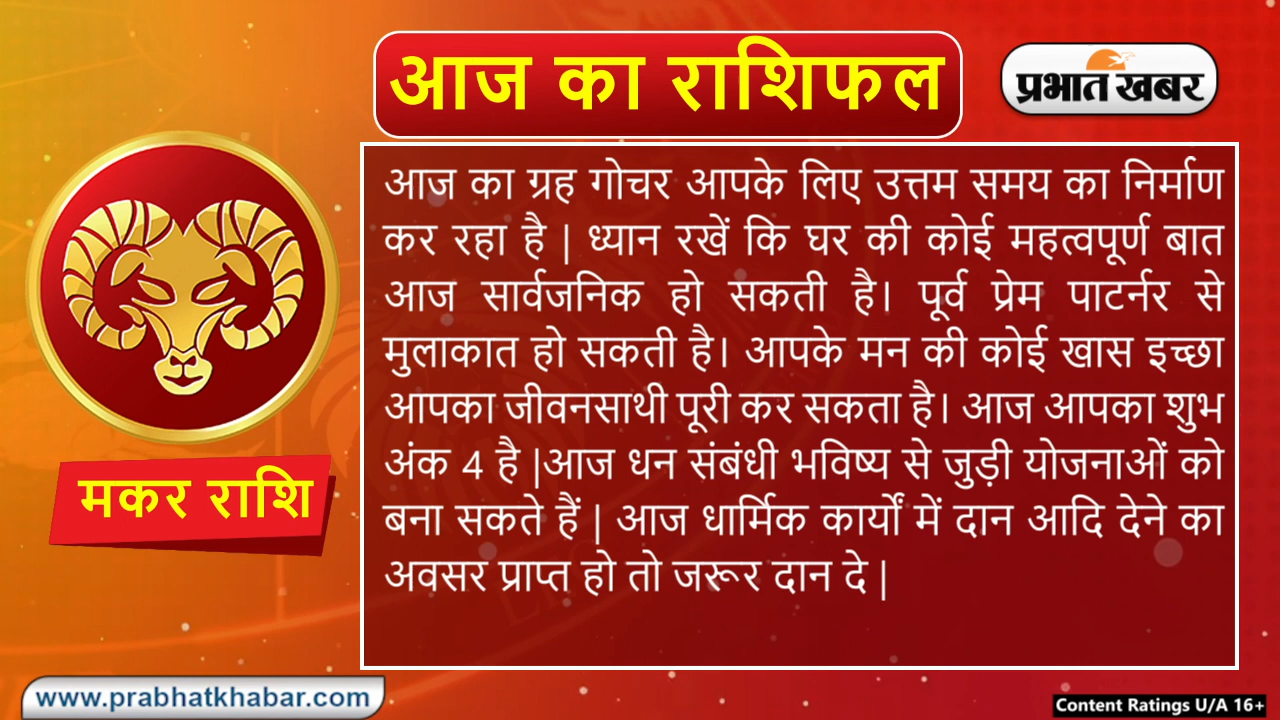 आज का राशिफल
प्रभात खबर
आज का ग्रह गोचर आपके लिए उत्तम समय का निर्माण
कर रहा है | ध्यान रखें कि घर की कोई महत्वपूर्ण बात
आज सार्वजनिक हो सकती है। पूर्व प्रेम पाटर्नर से
मुलाकात हो सकती है। आपके मन की कोई खास इच्छा
आपका जीवनसाथी पूरी कर सकता है। आज आपका शुभ
अंक 4 है |आज धन संबंधी भविष्य से जुड़ी योजनाओं को
बना सकते हैं | आज धार्मिक कार्यों में दान आदि देने का
अवसर प्राप्त हो तो जरूर दान दे |
मकर राशि
www.prabhatkhabar.com
Content Ratings U/A 16+